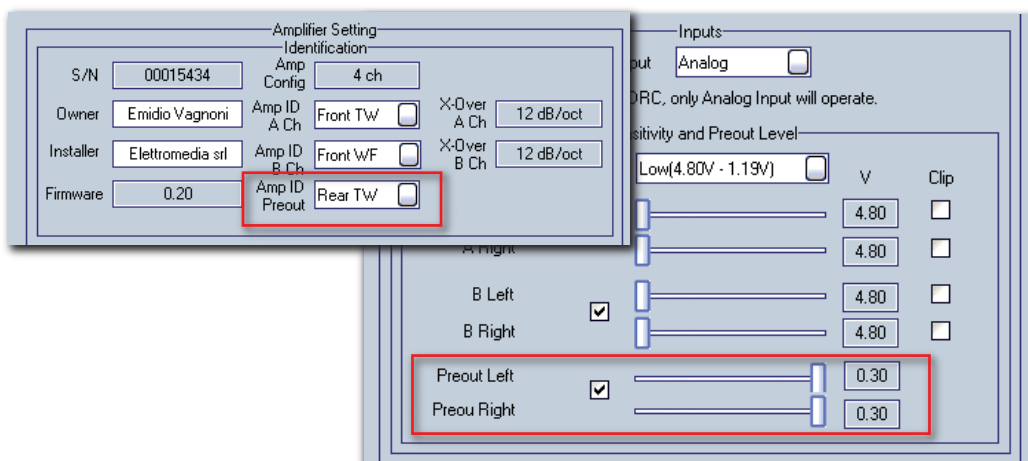 Amplifier Setting
Identification
S/N 00015434 Amp Config 4 ch
Owner Emidio Vagnoni Amp ID A Ch Front TW X-Over A Ch 12 dB/oct
Installer Elettromedia srl Amp ID B Ch Front WF X-Over B Ch 12 dB/oct
Firmware 0.20 Amp ID Preout Rear TW
Inputs
Analog
only Analog Input will operate.
and Preout Level
Low(4.80V - 1.19V) V Clip
4.80
A Right 4.80
B Left 4.80
B Right 4.80
Preout Left 0.30
Preou Right 0.30